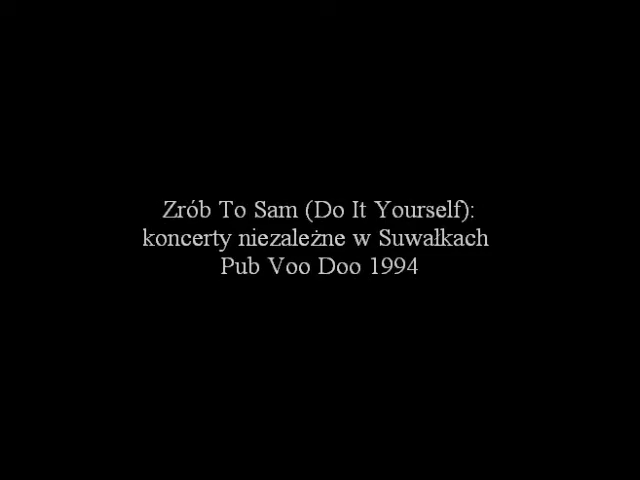 Zrób To Sam (Do It Yourself):
koncerty niezależne w Suwałkach
Pub Voo Doo 1994